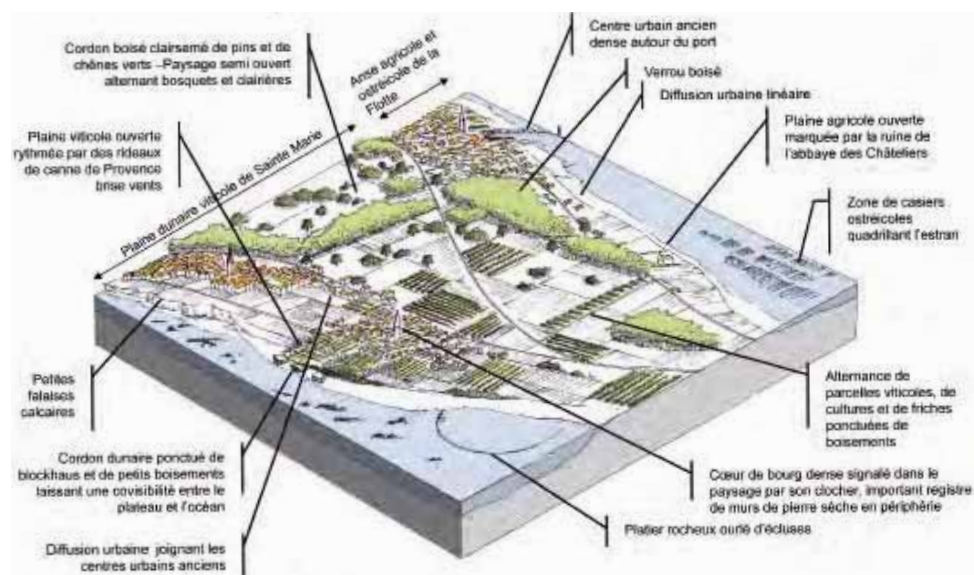 Cordon boisé clairsemé de pins et de
chênes verts –Paysage semi ouvert
alternant bosquets et clairières
Anse agricole et
ostréicole de la
Flotte
Centre urbain ancien
dense autour du port
Verrou boisé
Diffusion urbaine linéaire
Plaine agricole ouverte
marquée par la ruine de
l'abbaye des Châteliers
Zone de casiers
ostréicoles
quadrillant l'estran
Plaine viticole ouverte
rythmée par des rideaux
de canne de Provence
brise vents
Plaine dunaire viticole de Sainte Marie
Petites
falaises
calcaires
Cordon dunaire ponctué de
blockhaus et de petits boisements
laissant une covisibilité entre le
plateau et l'océan
Diffusion urbaine joignant les
centres urbains anciens
Alternance de
parcelles viticoles, de
cultures et de friches
ponctuées de
boisements
Cœur de bourg dense signalé dans le
paysage par son clocher, important registre
de murs de pierre sèche en périphérie
Platier rocheux ourlé d'écluses